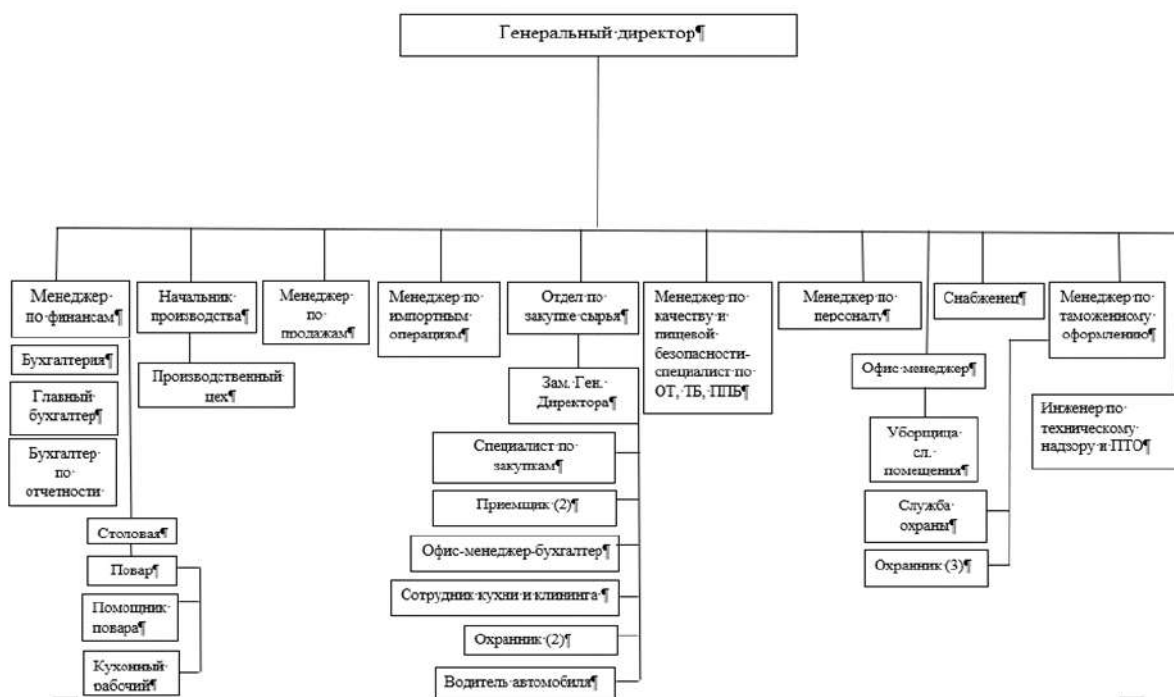 Генеральный·директор¶
Менеджер·
по·финансам¶
Начальник·
производства¶
Менеджер·
по·
продажам¶
Менеджер·по·
импортным·
операциям¶
Отдел·по·
закупке·сырья¶
Менеджер·по·
качеству·и·
пищевой·
безопасности-
специалист·по·
ОТ,·ТБ,·ППБ¶
Менеджер·по·
персоналу¶
Снабженец¶
Менеджер·по·
таможенному·
оформлению¶
Бухгалтерия¶
Главный·
бухгалтер¶
Бухгалтер·
по·
отчетности
Производственный·
цех¶
Столовая¶
Повар¶
Помощник·
повара¶
Кухонный·
рабочий¶
Зам.·Ген.·
Директора¶
Специалист·по·
закупкам¶
Приемщик·(2)¶
Офис-менеджер-бухгалтер¶
Сотрудник·кухни·и·клининга·¶
Охранник·(2)¶
Водитель·автомобиля¶
Офис·менеджер¶
Уборщица·
сл.·
помещения¶
Служба·
охраны¶
Охранник·(3)¶
Инженер·по·
техническому·
надзору·и·ПТО¶